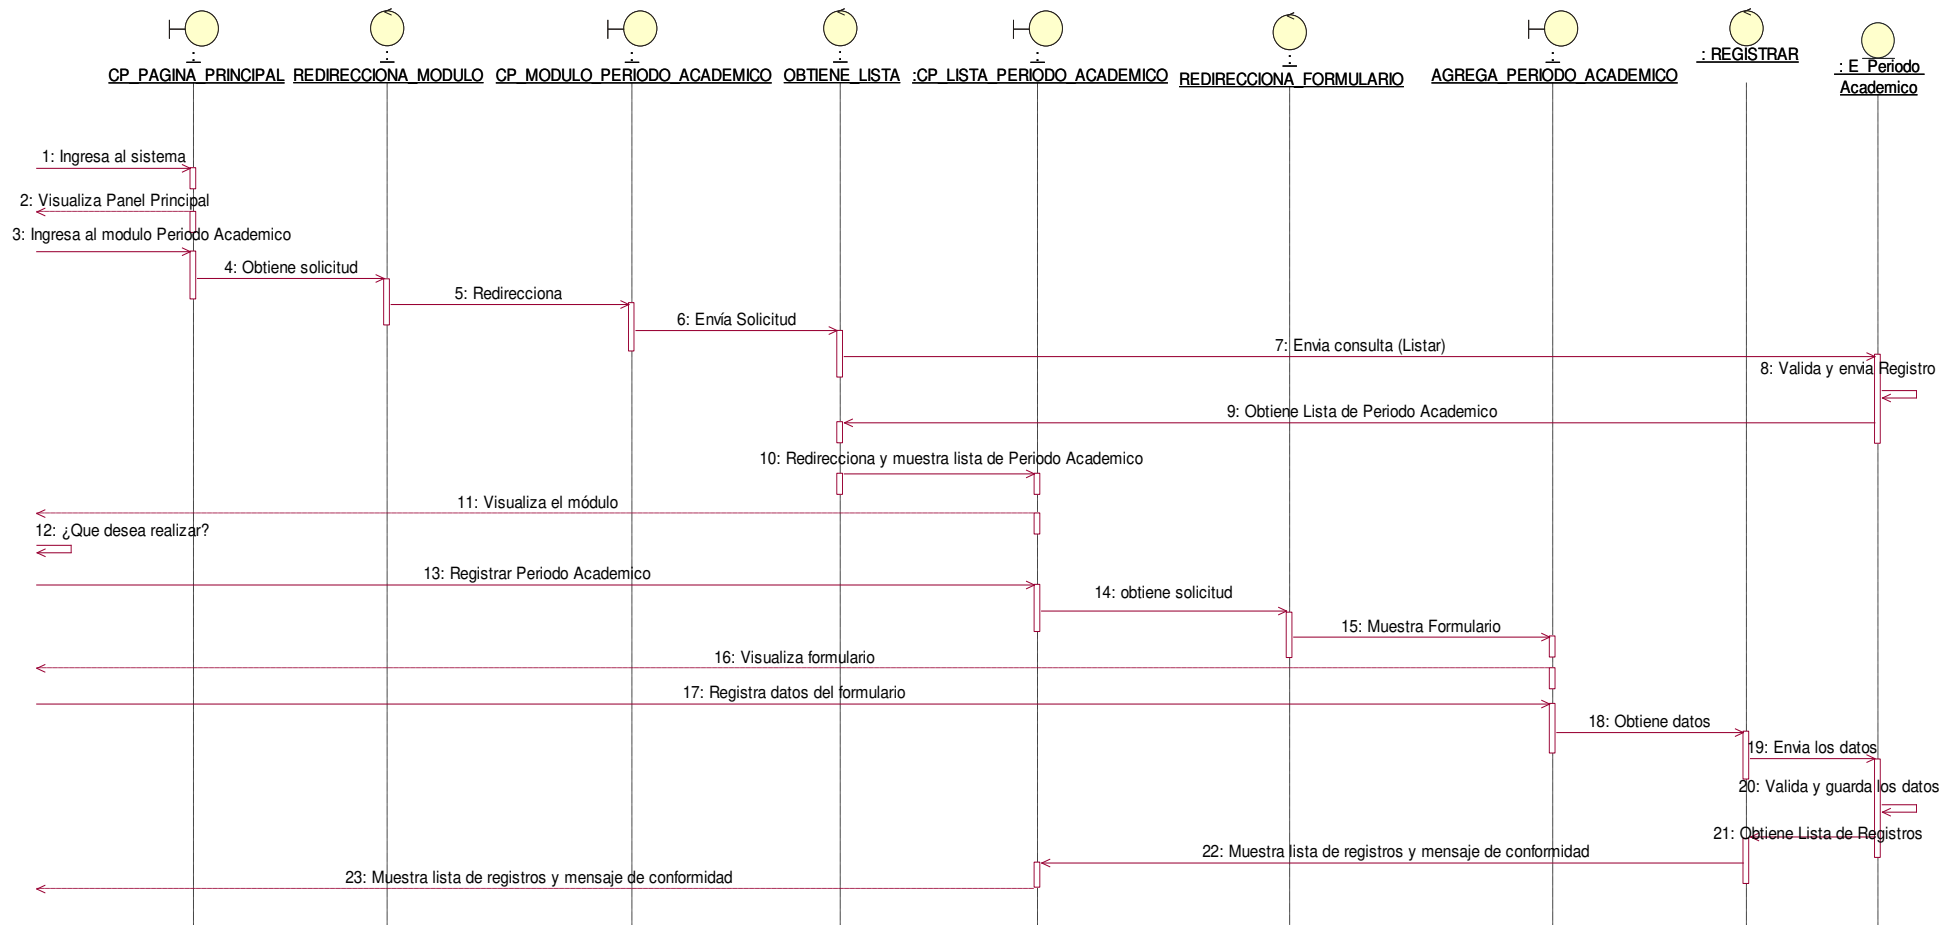 :
CP_PAGINA_PRINCIPAL
:
REDIRECCIONA_MODULO
:
CP_MODULO_PERIODO_ACADEMICO
:
OBTIENE_LISTA
:
:CP_LISTA_PERIODO_ACADEMICO
:
REDIRECCIONA_FORMULARIO
:
AGREGA_PERIODO_ACADEMICO
: REGISTRAR
: E_Periodo
Academico
1: Ingresa al sistema
2: Visualiza Panel Principal
3: Ingresa al modulo Periodo Academico
4: Obtiene solicitud
5: Redirecciona
6: Envía Solicitud
7: Envia consulta (Listar)
8: Valida y envia Registro
9: Obtiene Lista de Periodo Academico
10: Redirecciona y muestra lista de Periodo Academico
11: Visualiza el módulo
12: ¿Que desea realizar?
13: Registrar Periodo Academico
14: obtiene solicitud
15: Muestra Formulario
16: Visualiza formulario
17: Registra datos del formulario
18: Obtiene datos
19: Envia los datos
20: Valida y guarda los datos
21: Obtiene Lista de Registros
22: Muestra lista de registros y mensaje de conformidad
23: Muestra lista de registros y mensaje de conformidad